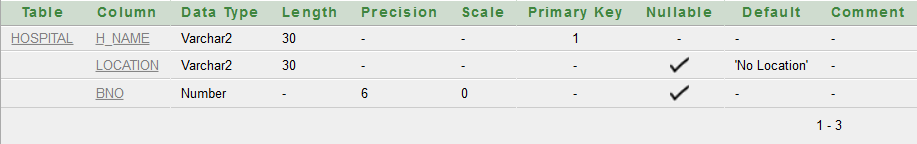 Table Column Data Type Length Precision Scale Primary Key Nullable Default Comment
HOSPITAL H_NAME Varchar2 30 - - 1 - - -
LOCATION Varchar2 30 - - - ✓ 'No Location' -
BNO Number - 6 0 - ✓ - -
1 - 3